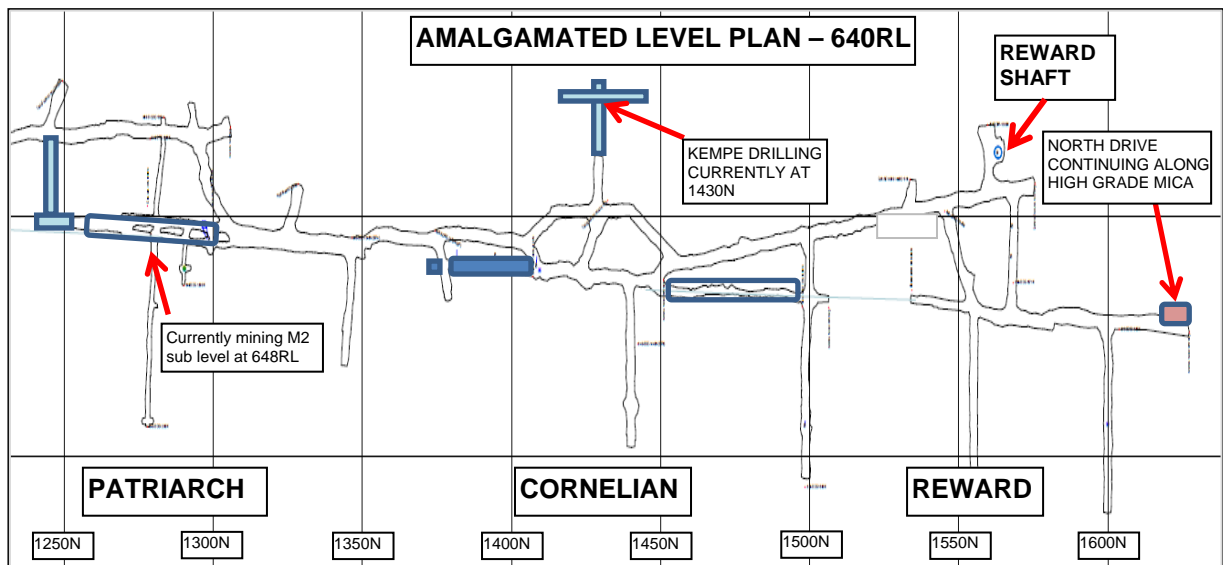 AMALGAMATED LEVEL PLAN – 640RL
REWARD
SHAFT
KEMPE DRILLING
CURRENTLY AT
1430N
NORTH DRIVE
CONTINUING ALONG
HIGH GRADE MICA
Currently mining M2
sub level at 648RL
PATRIARCH
CORNELIAN
REWARD
1250N
1300N
1350N
1400N
1450N
1500N
1550N
1600N